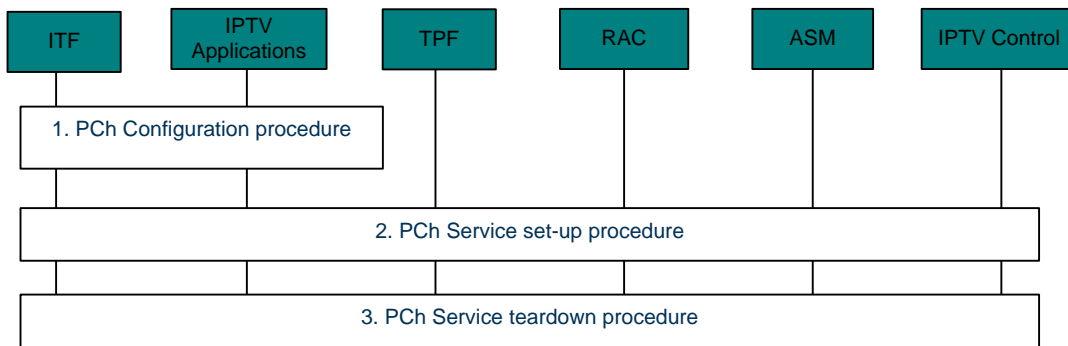 ITF
IPTV
Applications
TPF
RAC
ASM
IPTV Control
1. PCh Configuration procedure
2. PCh Service set-up procedure
3. PCh Service teardown procedure